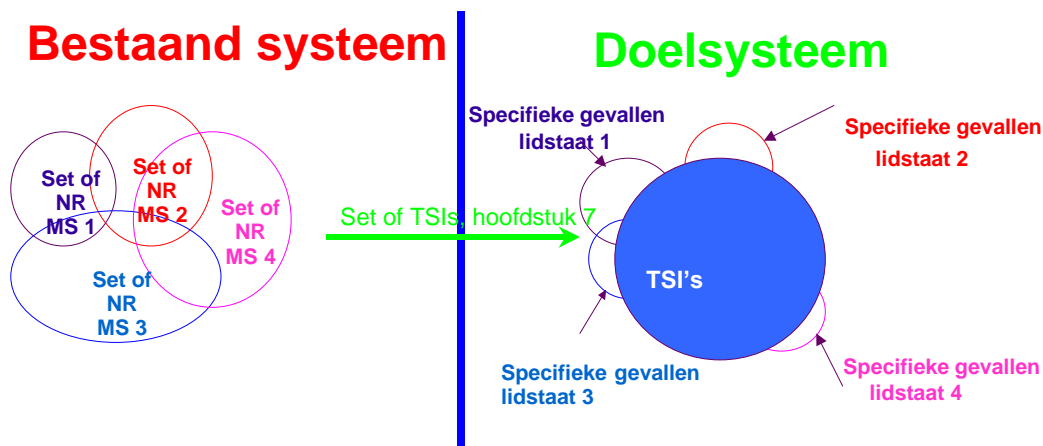 Bestaand systeem
Set of
NR
MS 1
Set of
NR
MS 2
Set of
NR
MS 4
Set of
NR
MS 3
Set of TSIs, hoofdstuk 7
Doelsysteem
Specifieke gevallen
lidstaat 1
Specifieke gevallen
lidstaat 2
TSI's
Specifieke gevallen
lidstaat 3
Specifieke gevallen
lidstaat 4